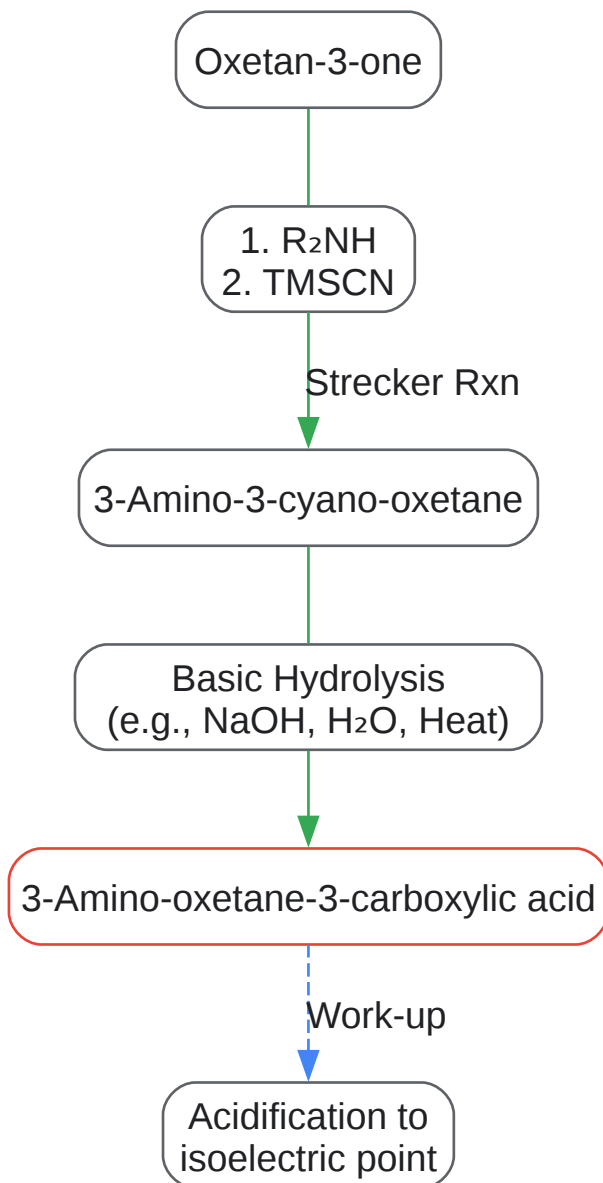 Oxetan-3-one
1. R₂NH
2. TMSCN
Strecker Rxn
3-Amino-3-cyano-oxetane
Basic Hydrolysis
(e.g., NaOH, H₂O, Heat)
3-Amino-oxetane-3-carboxylic acid
Work-up
Acidification to
isoelectric point